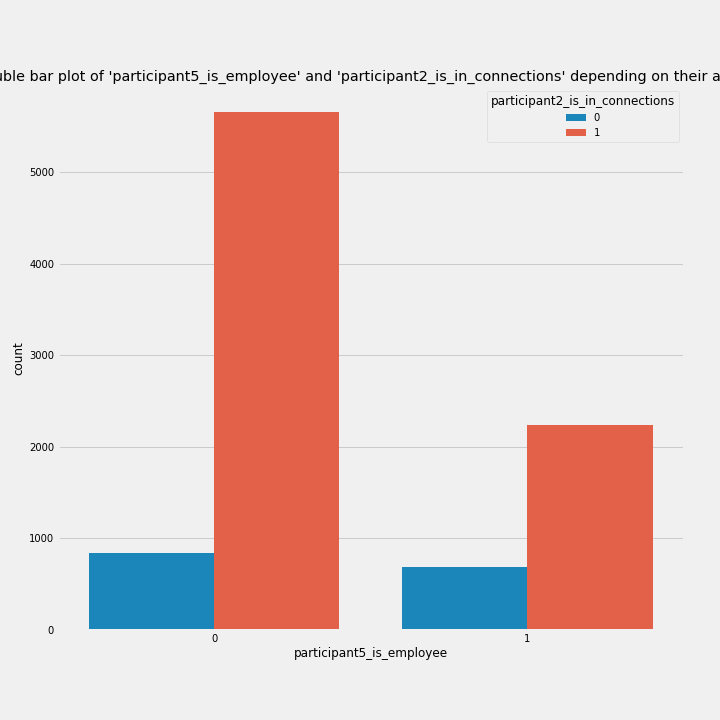 ble bar plot of 'participant5_is_employee' and 'participant2_is_in_connections' depending on their a
participant2_is_in_connections
0
1
5000
4000
3000
2000
1000
0
count
0 1
participant5_is_employee